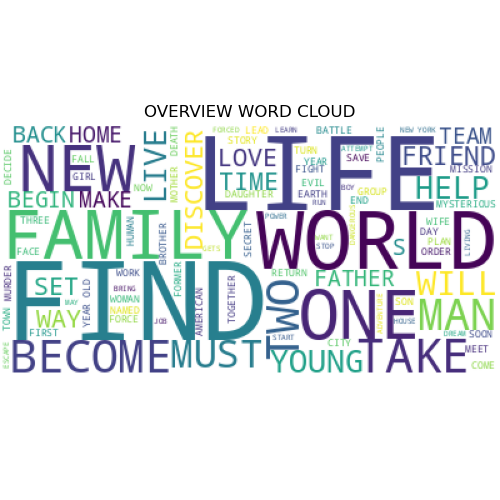 OVERVIEW WORD CLOUD
BACK HOME LIVE DEATH FORCED LEAD LEARN BATTLE PEOPLE NEW YORK TEAM
DECIDE NEW FALL GIRL NOW MOTHER DISCOVER STORY LOVE TURN YEAR FIGHT LIFE ATTEMPT SAVE FRIEND MISSION
BEGIN MAKE TIME DAUGHTER EVIL EARTH RUN BOY GROUP END HELP MYSTERIOUS
THREE FACE FAMILY HUMAN BROTHER GETS SECRET POWER WORLD WANT STOP DANGEROUS S WIFE DAY PLAN ORDER LIVING
MURDER TOWN FIND SET WAY MAY FIRST YEAR OLD WORK BRING WOMAN NAMED FORCE JOB FORMER AMERICAN TOGETHER RETURN TWO FATHER ONE ADVENTURE SON HOUSE WILL MAN
ESCAPE BECOME MUST START YOUNG CITY TAKE DREAM SOON MEET COME